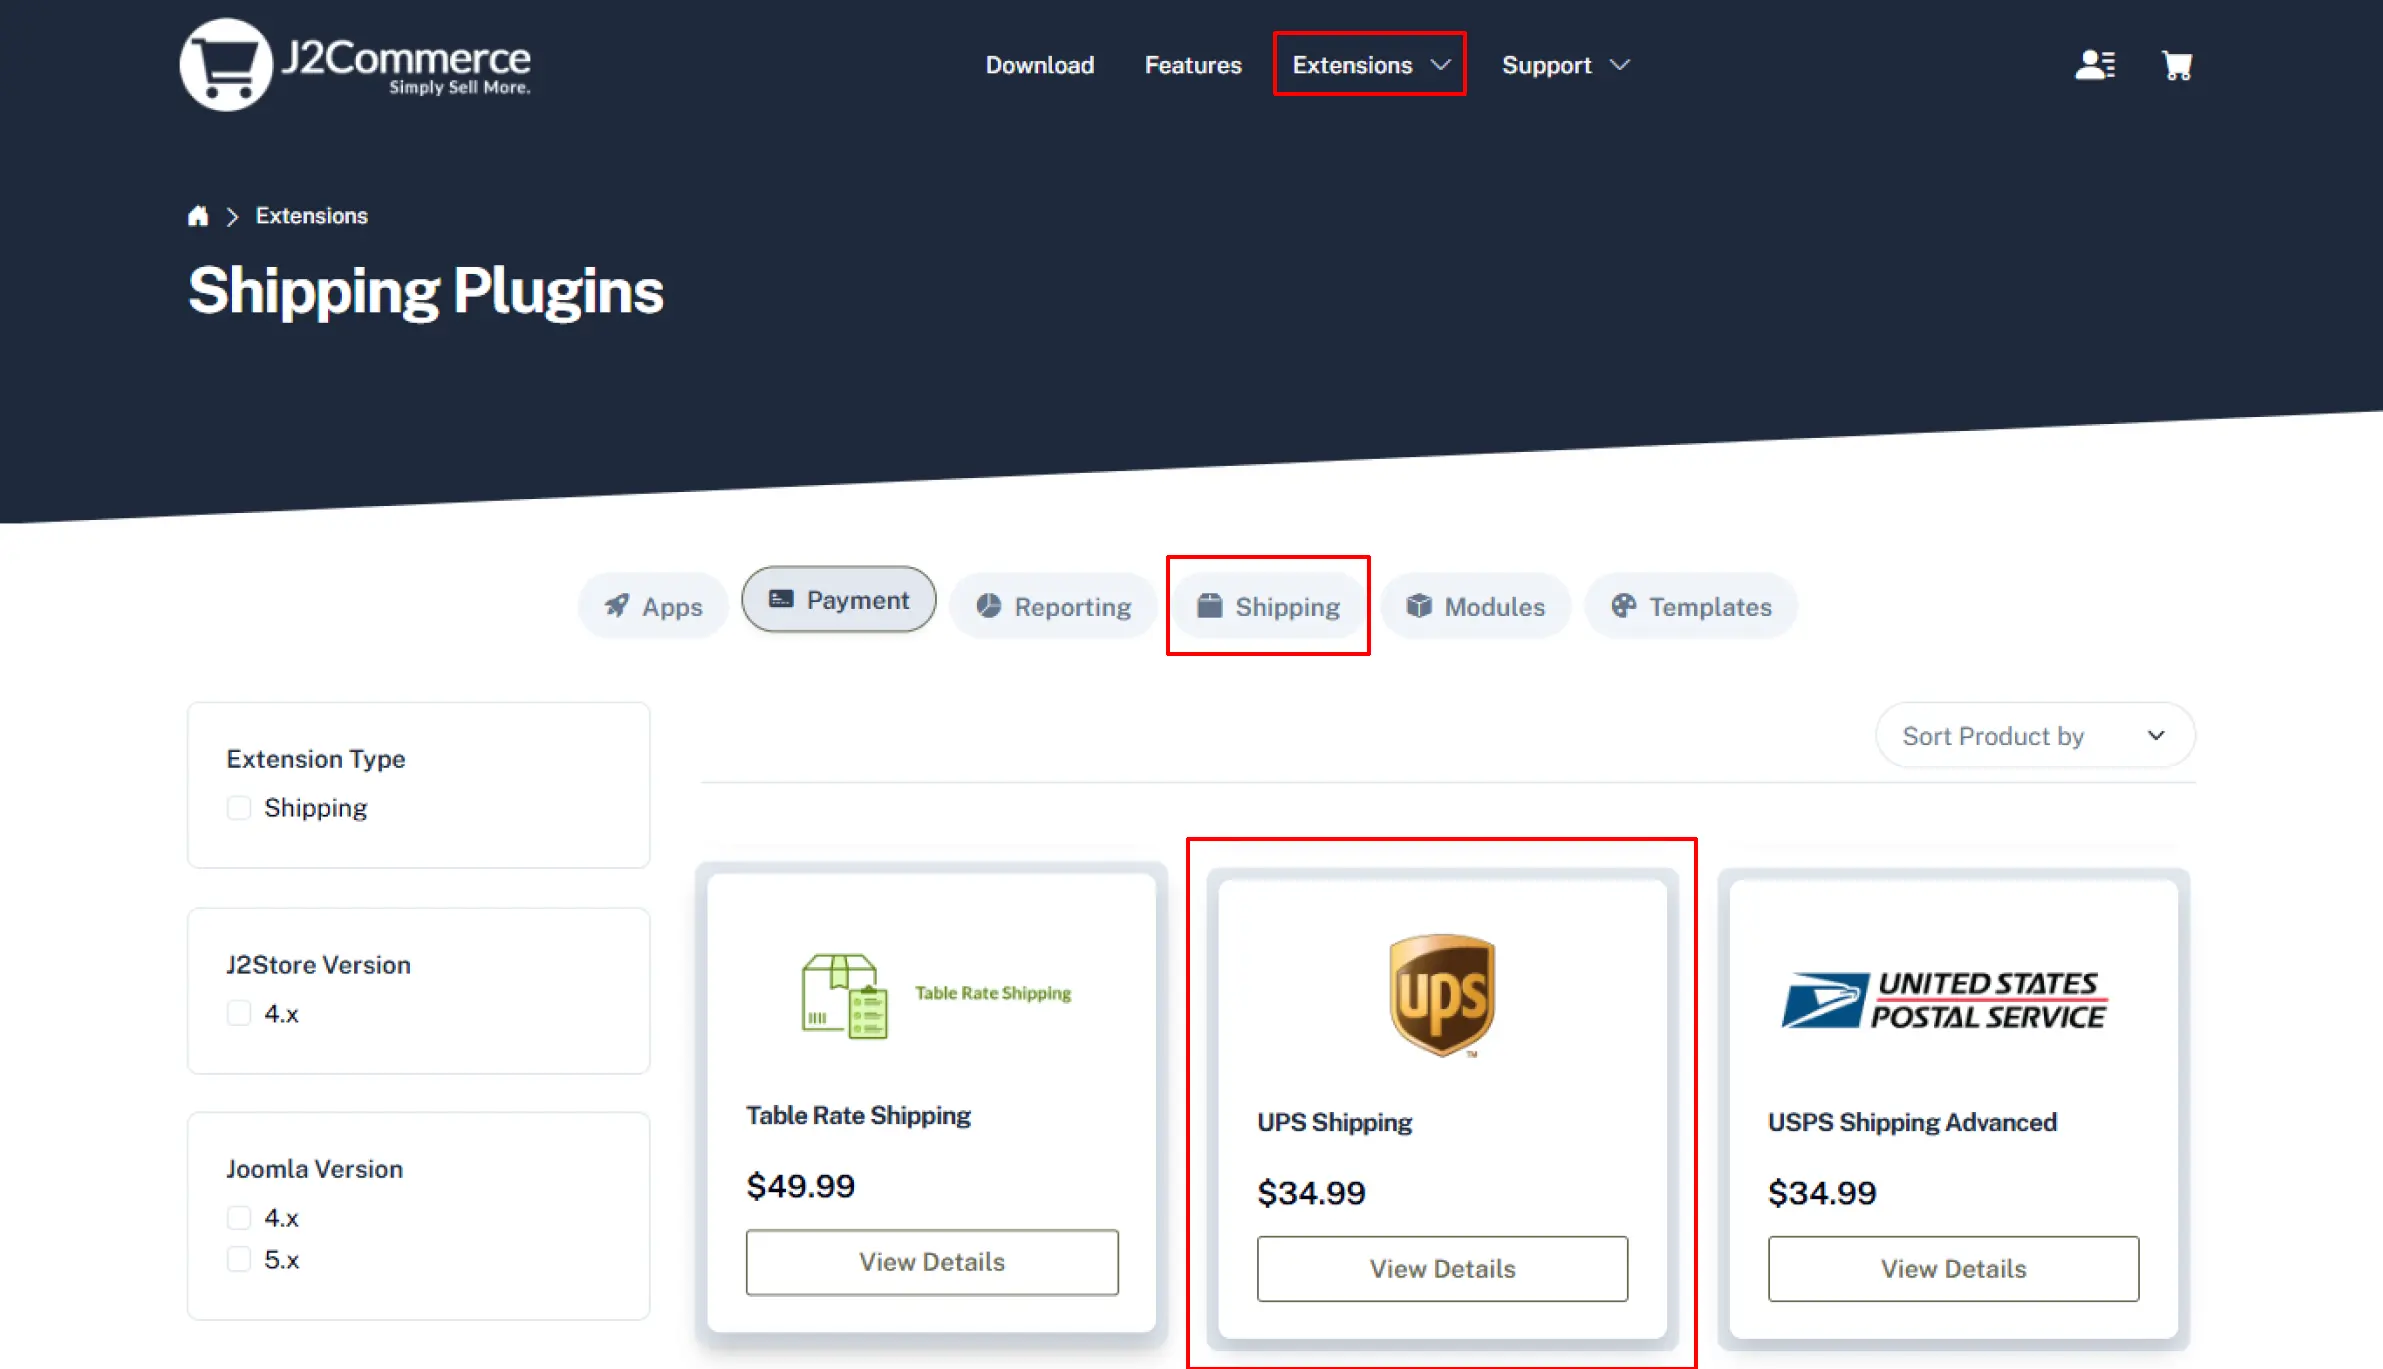 J2Commerce
Simply Sell More.
Download Features Extensions Support
Extensions
Shipping Plugins
Apps Payment Reporting Shipping Modules Templates
Sort Product by
Extension Type
Shipping
J2Store Version
4.x
Joomla Version
4.x
5.x
Table Rate Shipping
Table Rate Shipping
$49.99
View Details
ups
TM
UPS Shipping
$34.99
View Details
UNITED STATES
POSTAL SERVICE
USPS Shipping Advanced
$34.99
View Details